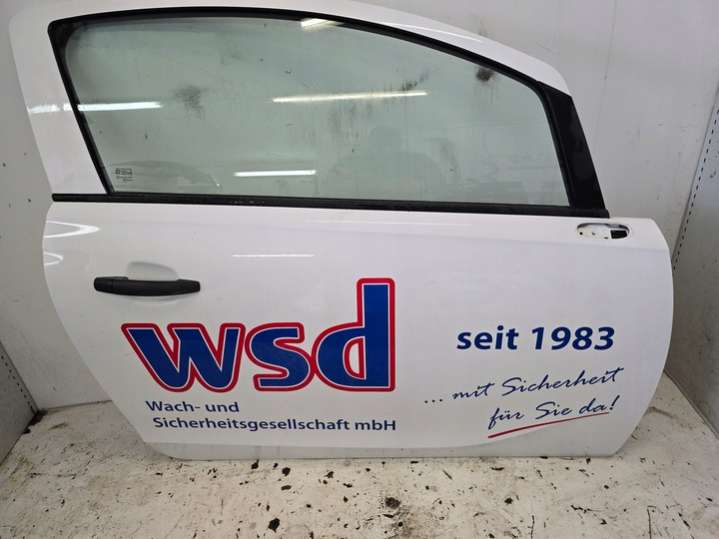 wsd
Wach- und
Sicherheitsgesellschaft mbH
seit 1983
... mit Sicherheit
für Sie da!